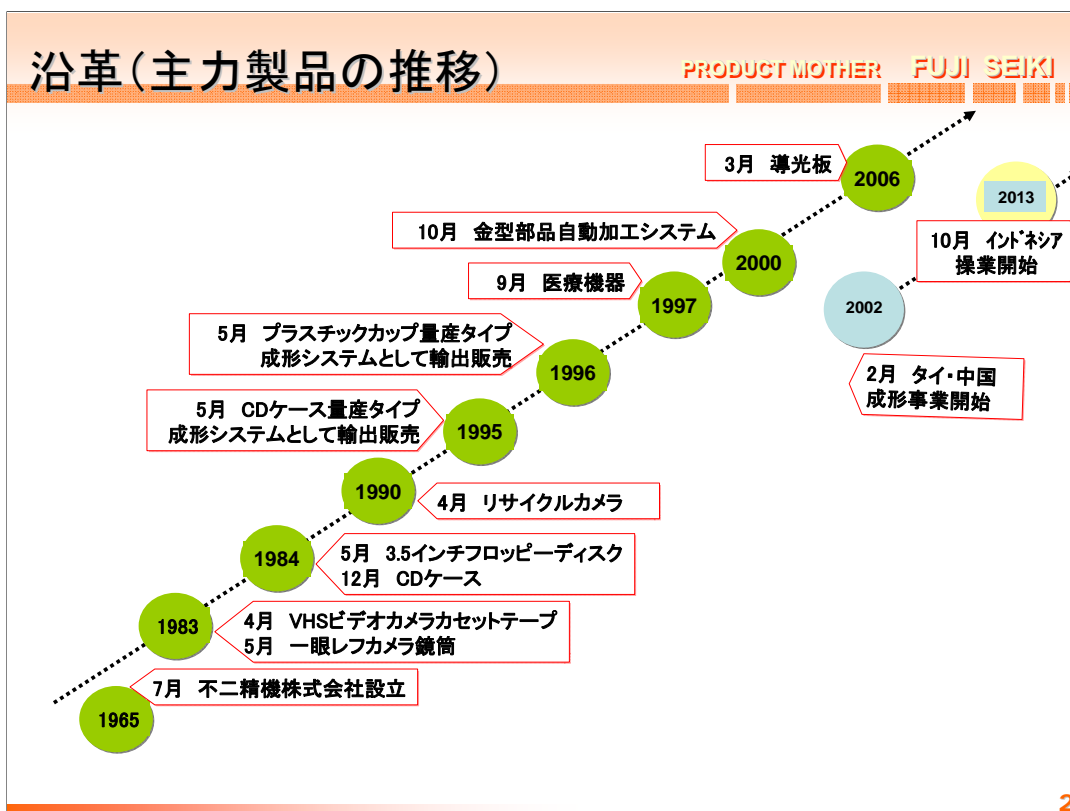 沿革(主力製品の推移)
PRODUCT MOTHER FUJI SEIKI
3月 導光板
2006
2013
10月 インドネシア
操業開始
10月 金型部品自動加工システム
2000
9月 医療機器
1997
2002
2月 タイ・中国
成形事業開始
5月 プラスチックカップ量産タイプ
成形システムとして輸出販売
1996
5月 CDケース量産タイプ
成形システムとして輸出販売
1995
1990
4月 リサイクルカメラ
1984
5月 3.5インチフロッピーディスク
12月 CDケース
1983
4月 VHSビデオカメラカセットテープ
5月 一眼レフカメラ鏡筒
7月 不二精機株式会社設立
1965
2